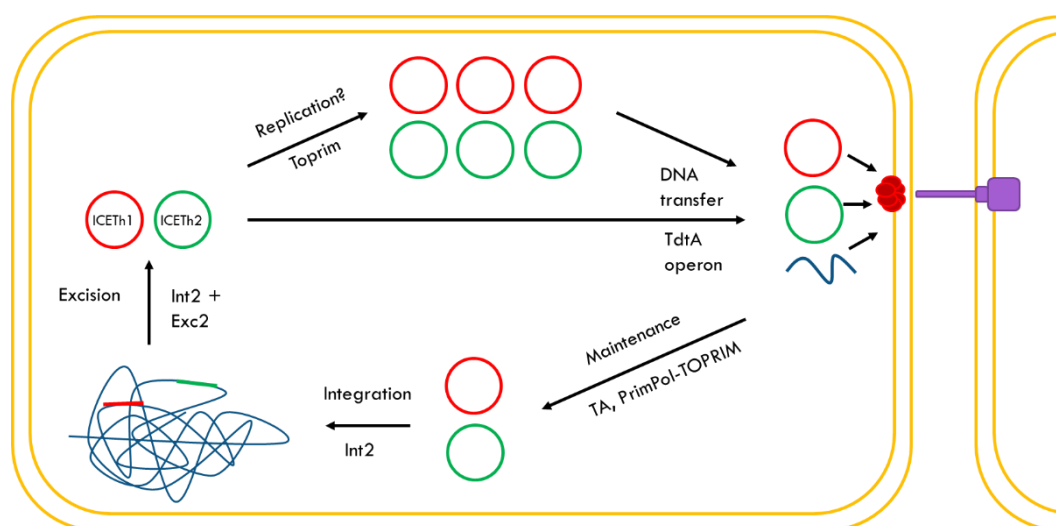 Replication?
Toprim
DNA
transfer
TdtA
operon
ICETh1
ICETh2
Excision
Int2 +
Exc2
Maintenance
TA, PrimPol-TOPRIM
Integration
Int2